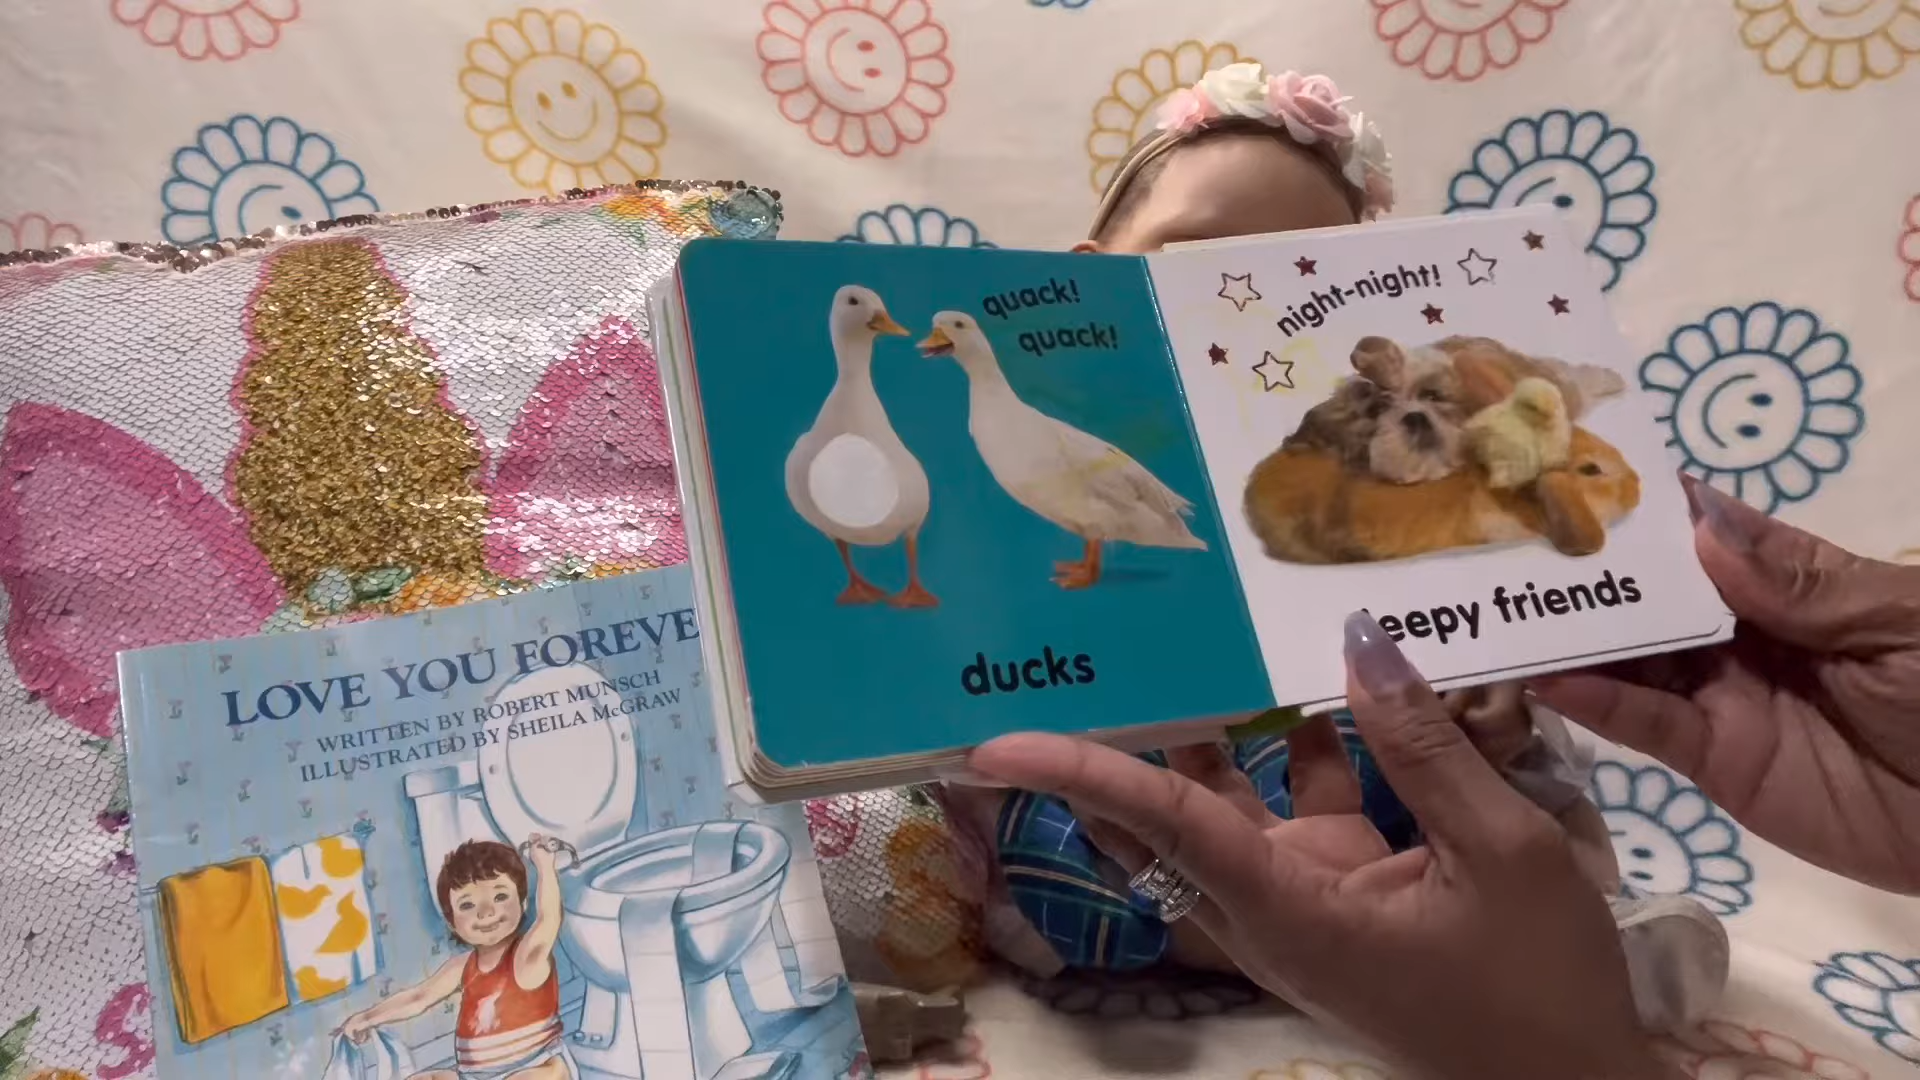 quack!
quack!
ducks
night-night!
eepy friends
LOVE YOU FOREVE
WRITTEN BY ROBERT MUNSCH
ILLUSTRATED BY SHEILA McGRAW